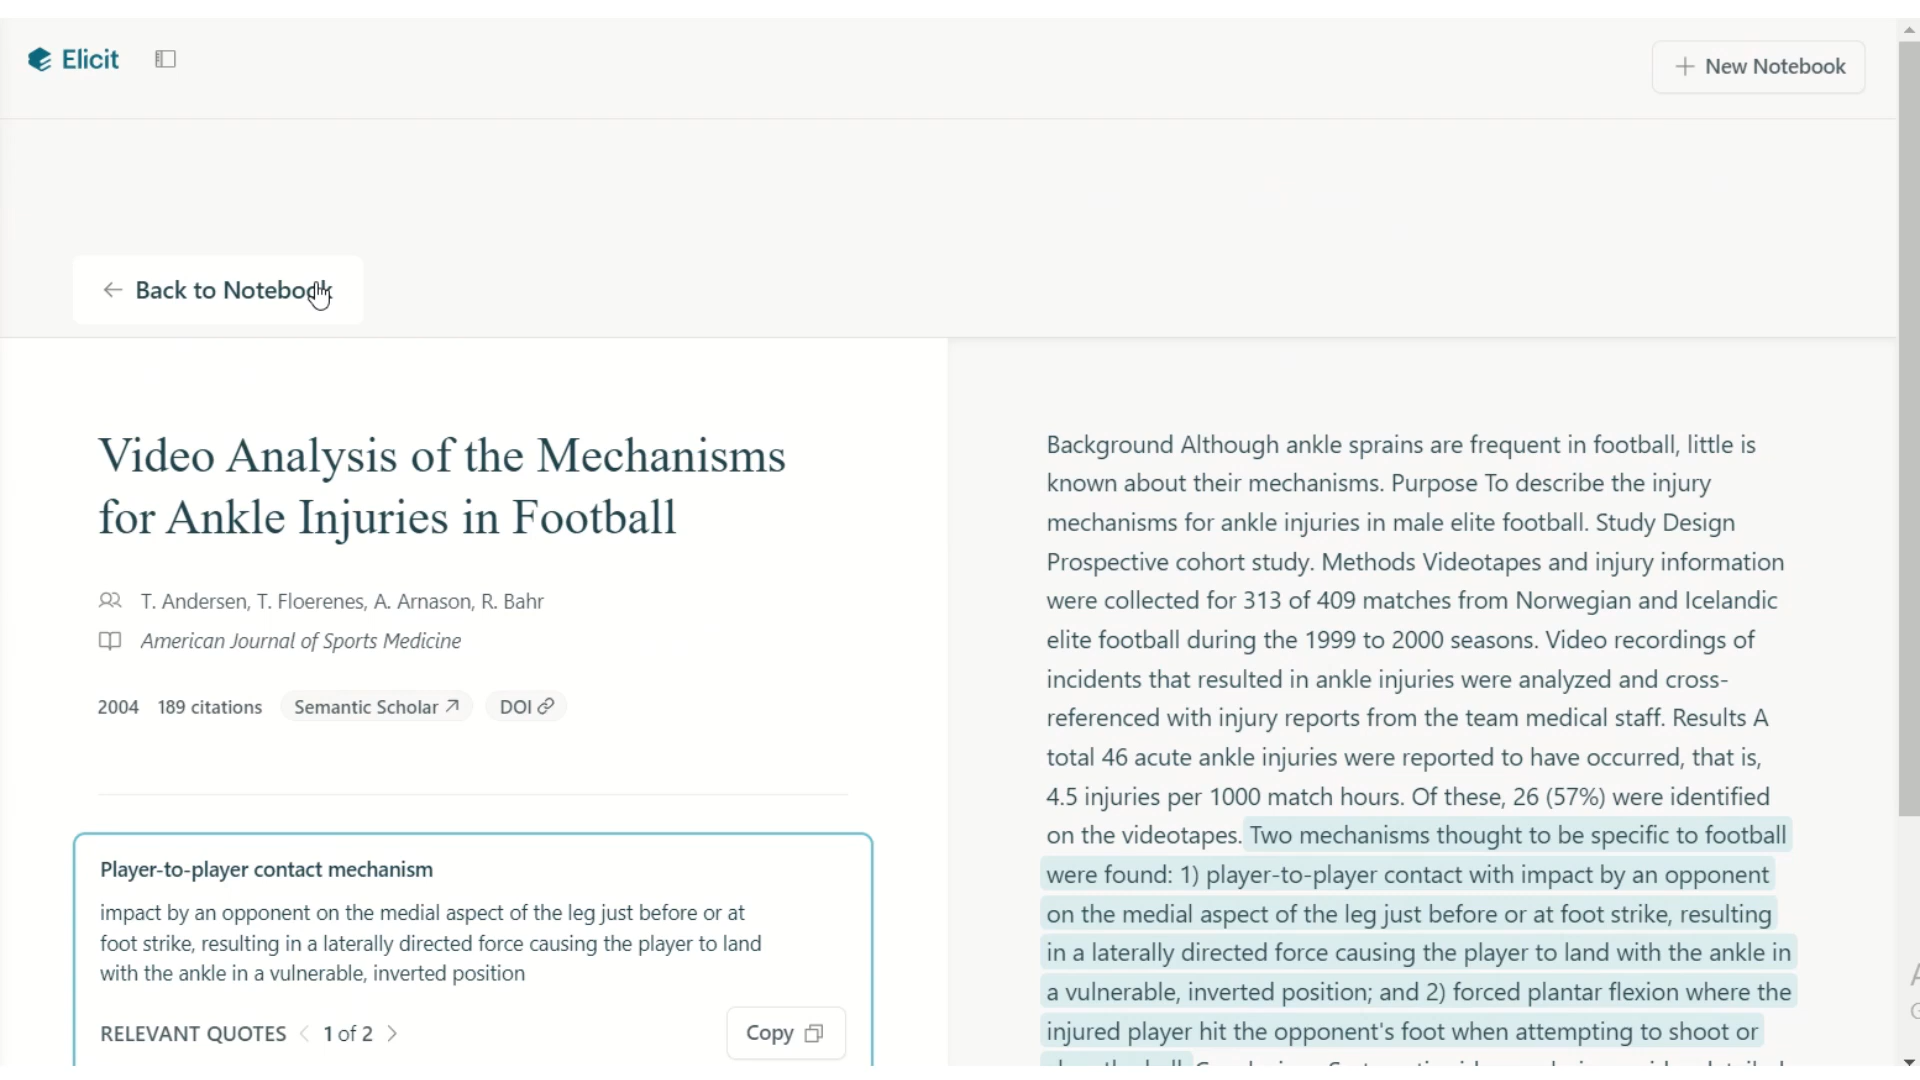 Elicit
New Notebook
Back to Notebook
Video Analysis of the Mechanisms
for Ankle Injuries in Football
T. Andersen, T. Floerenes, A. Arnason, R. Bahr
American Journal of Sports Medicine
2004 189 citations Semantic Scholar DOI
Player-to-player contact mechanism
impact by an opponent on the medial aspect of the leg just before or at
foot strike, resulting in a laterally directed force causing the player to land
with the ankle in a vulnerable, inverted position
RELEVANT QUOTES 1 of 2
Copy
Background Although ankle sprains are frequent in football, little is
known about their mechanisms. Purpose To describe the injury
mechanisms for ankle injuries in male elite football. Study Design
Prospective cohort study. Methods Videotapes and injury information
were collected for 313 of 409 matches from Norwegian and Icelandic
elite football during the 1999 to 2000 seasons. Video recordings of
incidents that resulted in ankle injuries were analyzed and cross-
referenced with injury reports from the team medical staff. Results A
total 46 acute ankle injuries were reported to have occurred, that is,
4.5 injuries per 1000 match hours. Of these, 26 (57%) were identified
on the videotapes. Two mechanisms thought to be specific to football
were found: 1) player-to-player contact with impact by an opponent
on the medial aspect of the leg just before or at foot strike, resulting
in a laterally directed force causing the player to land with the ankle in
a vulnerable, inverted position; and 2) forced plantar flexion where the
injured player hit the opponent's foot when attempting to shoot or